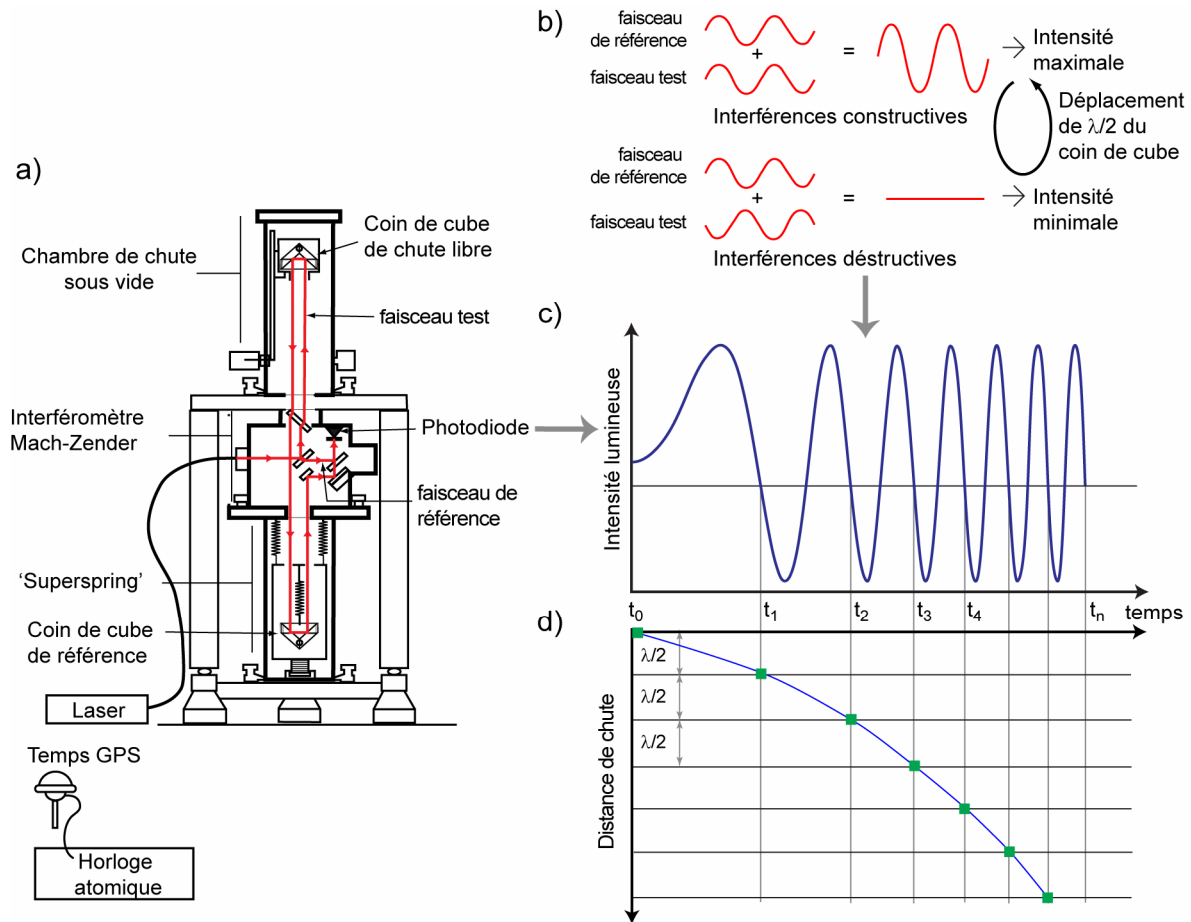 a)
Chambre de chute
sous vide
Coin de cube
de chute libre
faisceau test
Interféromètre
Mach-Zender
Photodiode
faisceau de
référence
'Superspring'
Coin de cube
de référence
Laser
Temps GPS
Horloge
atomique
b)
faisceau
de référence
+
faisceau test
=
Intensité
maximale
Interférences constructives
Déplacement
de λ/2 du
coin de cube
faisceau
de référence
+
faisceau test
=
Intensité
minimale
Interférences déstructives
c)
Intensité lumineuse
t0
t1
t2
t3
t4
tn
temps
d)
Distance de chute
λ/2
λ/2
λ/2